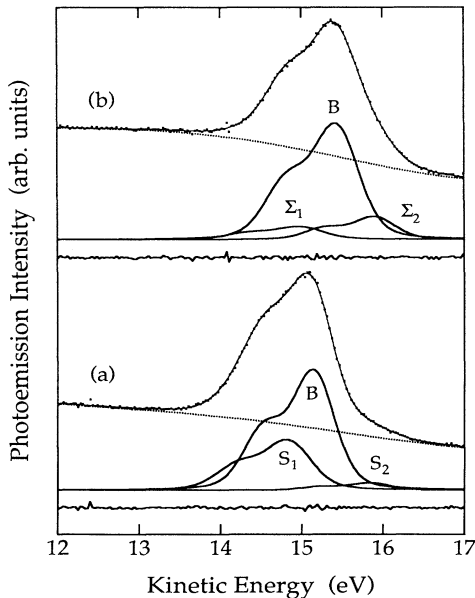 Photoemission Intensity (arb. units)
(b)
B
Σ1
Σ2
(a)
B
S1
S2
12 13 14 15 16 17
Kinetic Energy (eV)